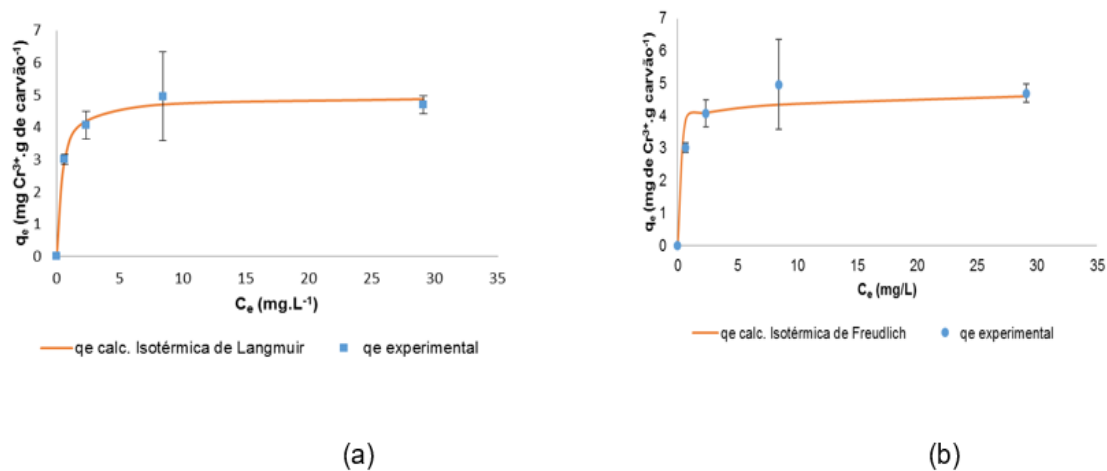 7
6
5
4
3
2
1
0
qₑ (mg Cr³⁺.g de carvão⁻¹)
0 5 10 15 20 25 30 35
Cₑ (mg.L⁻¹)
qe calc. Isotérmica de Langmuir qe experimental
(a)
7
6
5
4
3
2
1
0
qₑ (mg de Cr³⁺.g carvão⁻¹)
0 5 10 15 20 25 30 35
Cₑ (mg/L)
qe calc. Isotérmica de Freudlich qe experimental
(b)